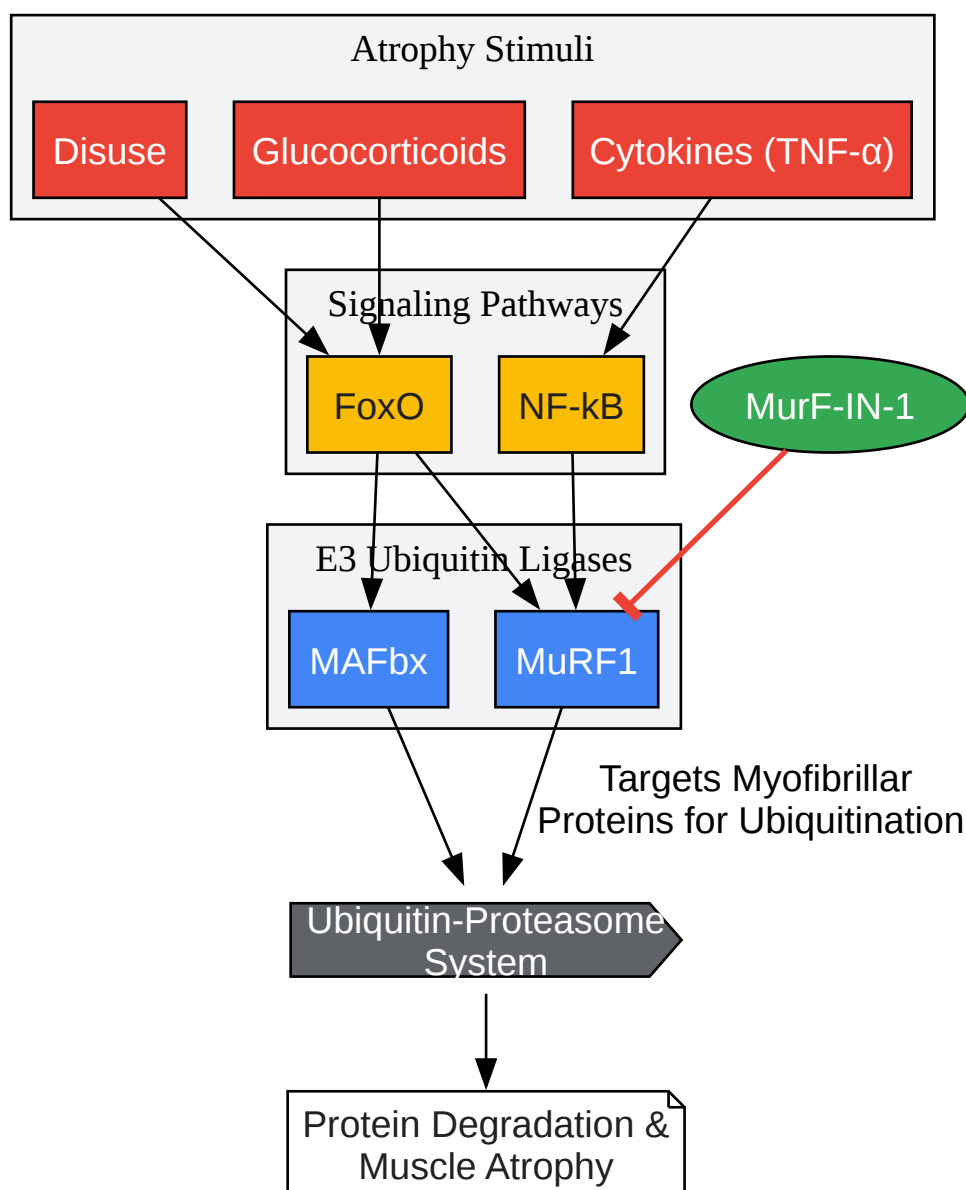 Atrophy Stimuli
Disuse
Glucocorticoids
Cytokines (TNF-α)
Signaling Pathways
FoxO
NF-kB
MurF-IN-1
E3 Ubiquitin Ligases
MAFbx
MuRF1
Targets Myofibrillar
Proteins for Ubiquitination
Ubiquitin-Proteasome
System
Protein Degradation &
Muscle Atrophy